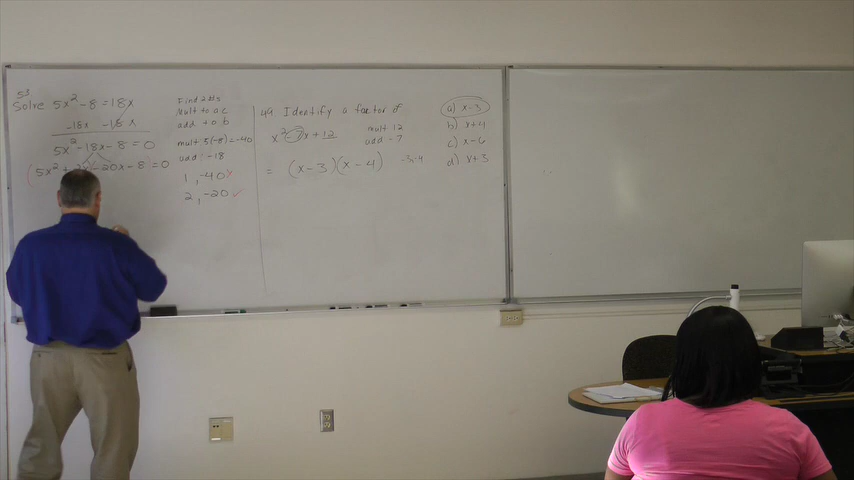 53
Solve 5x² - 8 = 18x
-18x -18x
5x² - 18x - 8 = 0
(5x² + 2x - 20x - 8) = 0
Find 2 #s
Mult to a c
add to b
mult 5(-8) = -40
add -18
1, -40 x
2, -20 ✓
49. Identify a factor of
x² - 7x + 12
mult 12
add -7
= (x - 3)(x - 4)
-3, -4
a) x - 3
b) x + 4
c) x - 6
d) x + 3